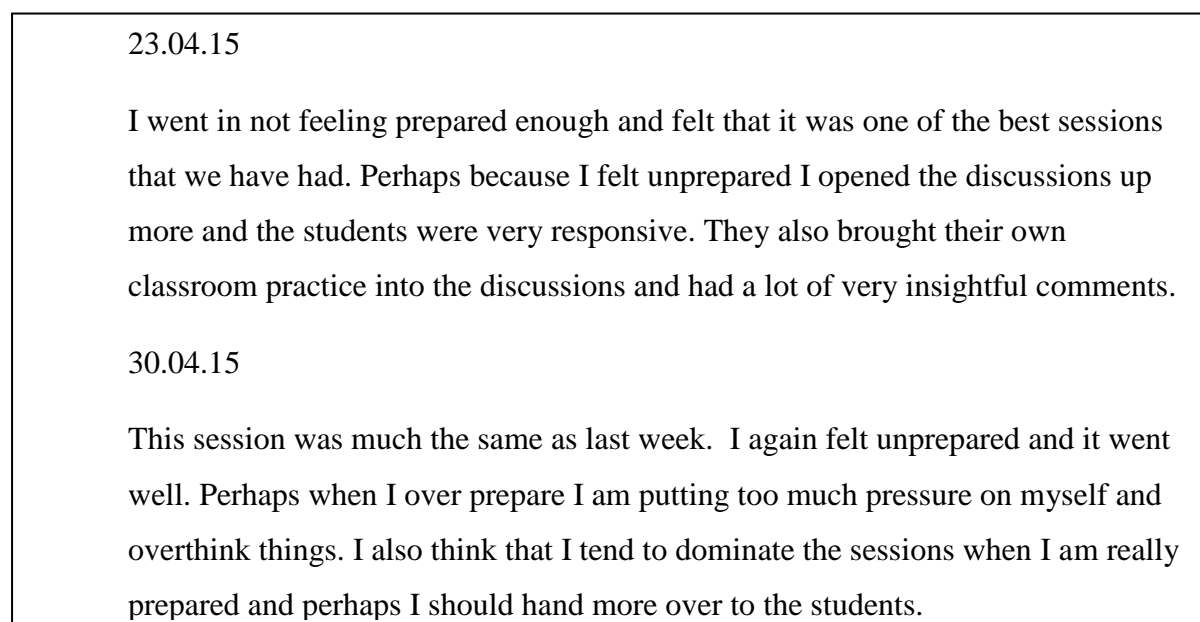 23.04.15
I went in not feeling prepared enough and felt that it was one of the best sessions
that we have had. Perhaps because I felt unprepared I opened the discussions up
more and the students were very responsive. They also brought their own
classroom practice into the discussions and had a lot of very insightful comments.
30.04.15
This session was much the same as last week.  I again felt unprepared and it went
well. Perhaps when I over prepare I am putting too much pressure on myself and
overthink things. I also think that I tend to dominate the sessions when I am really
prepared and perhaps I should hand more over to the students.